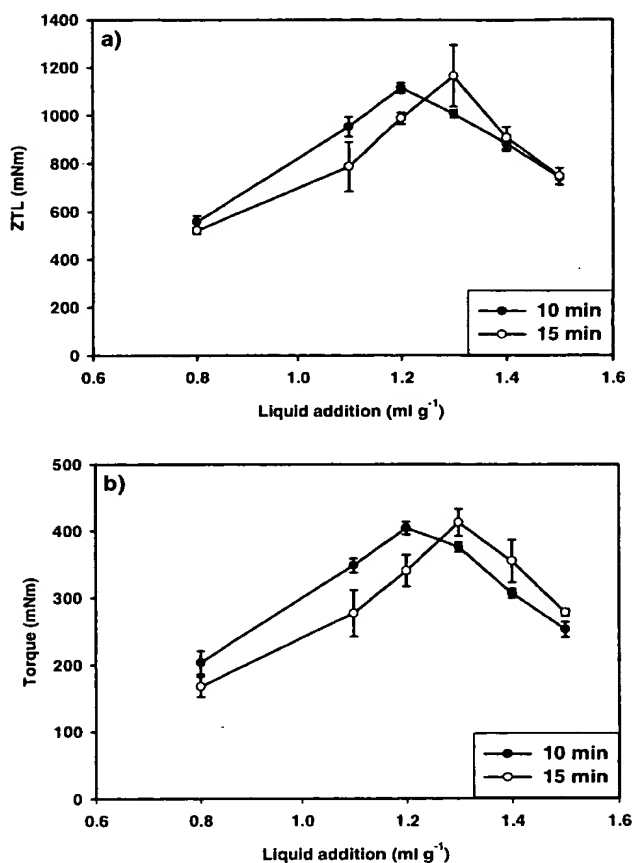 a)
1400
1200
1000
800
600
400
200
0
ZTL (mNm)
0.6 0.8 1.0 1.2 1.4 1.6
Liquid addition (ml g⁻¹)
10 min
15 min
b)
500
400
300
200
100
0
Torque (mNm)
0.6 0.8 1.0 1.2 1.4 1.6
Liquid addition (ml g⁻¹)
10 min
15 min